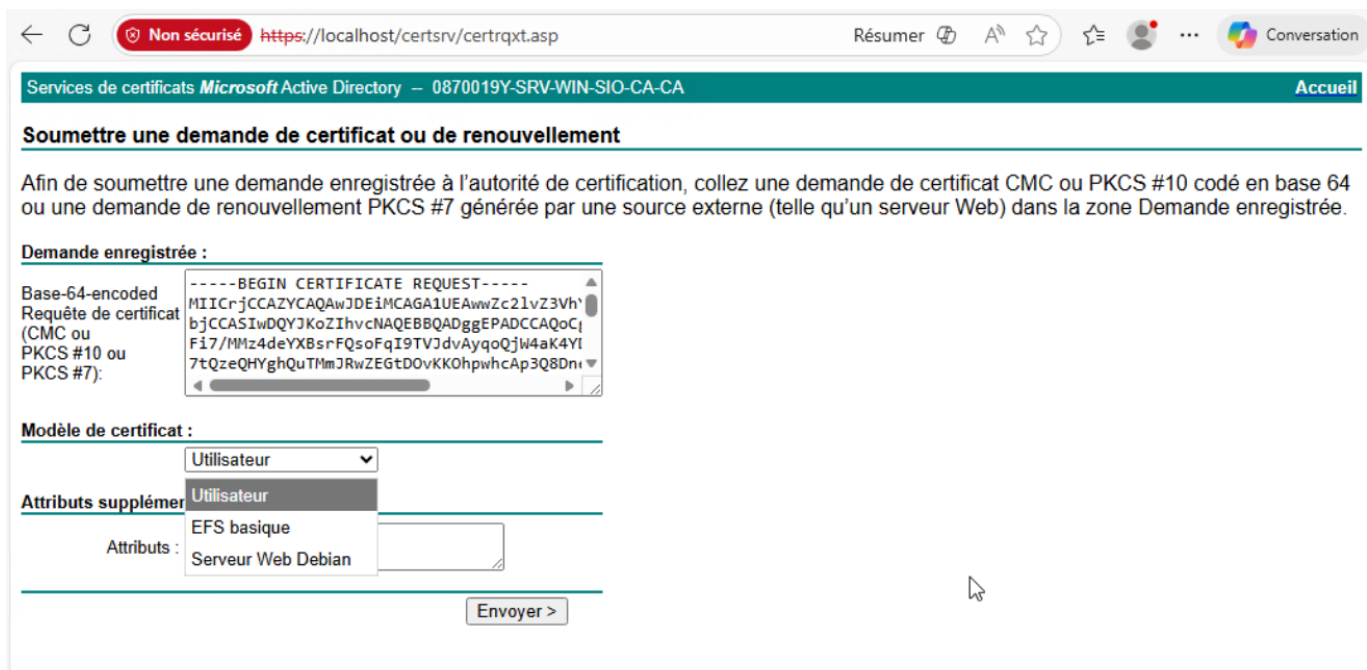 Non sécurisé https://localhost/certsrv/certrqxt.asp Résumer Conversation
Services de certificats Microsoft Active Directory -- 0870019Y-SRV-WIN-SIO-CA-CA Accueil
Soumettre une demande de certificat ou de renouvellement
Afin de soumettre une demande enregistrée à l'autorité de certification, collez une demande de certificat CMC ou PKCS #10 codé en base 64
ou une demande de renouvellement PKCS #7 générée par une source externe (telle qu'un serveur Web) dans la zone Demande enregistrée.
Demande enregistrée :
Base-64-encoded
Requête de certificat
(CMC ou
PKCS #10 ou
PKCS #7):
-----BEGIN CERTIFICATE REQUEST-----
MIICrjCCAZYCAQAwJDEiMCAGA1UEAwwZc2lvZ3Vh
bjCCASIwDQYJKoZIhvcNAQEBBQADggEPADCCAQoCg
Fi7/MMz4deYXBsrFQsoFqI9TVJdvAyqoQjW4aK4YD
7tQzeQHYghQuTMmJRwZEGtDOvKKOhpwhcAp3Q8Dn
Modèle de certificat :
Utilisateur
Utilisateur
EFS basique
Serveur Web Debian
Attributs supplémen
Attributs :
Envoyer >